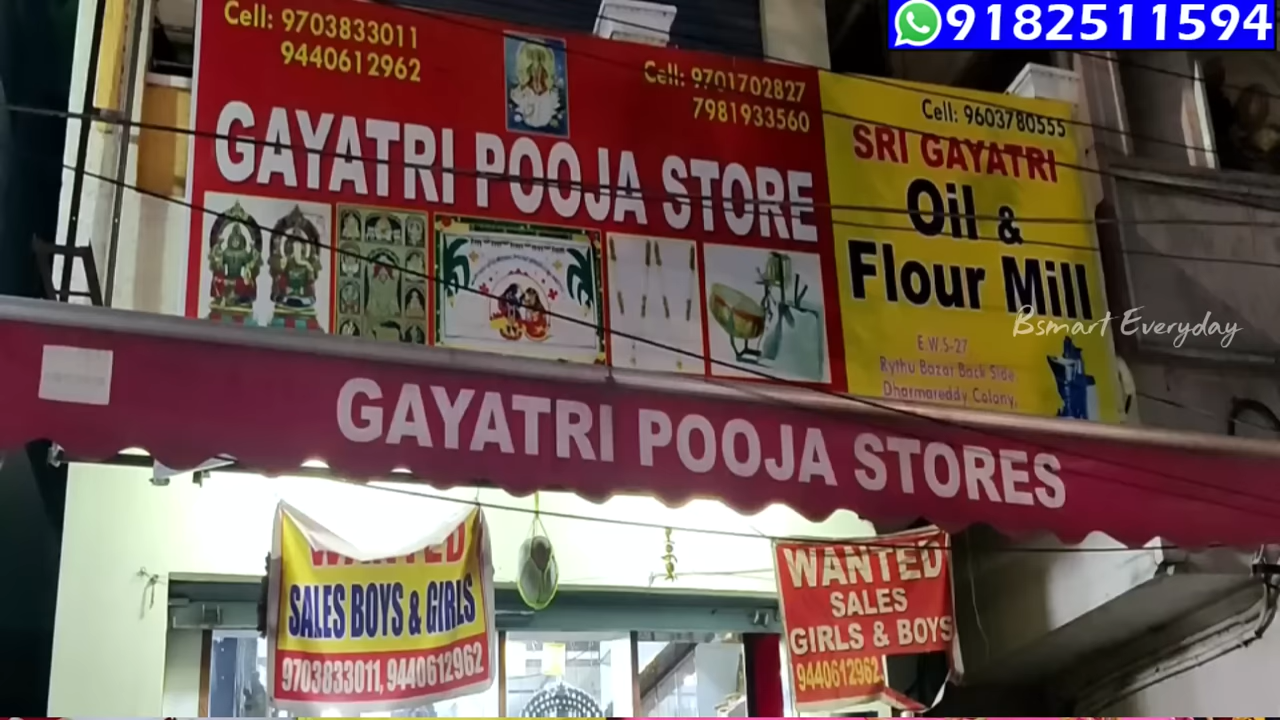 9182511594
Cell: 9703833011
9440612962
Cell: 9701702827
7981933560
GAYATRI POOJA STORE
Cell: 9603780555
SRI GAYATRI
Oil &
Flour Mill
E.W.S-27,
Rythu Bazar Back Side,
Dharmareddy Colony,
Bsmart Everyday
GAYATRI POOJA STORES
WANTED
SALES BOYS & GIRLS
9703833011, 9440612962
WANTED
SALES
GIRLS & BOYS
9440612962,